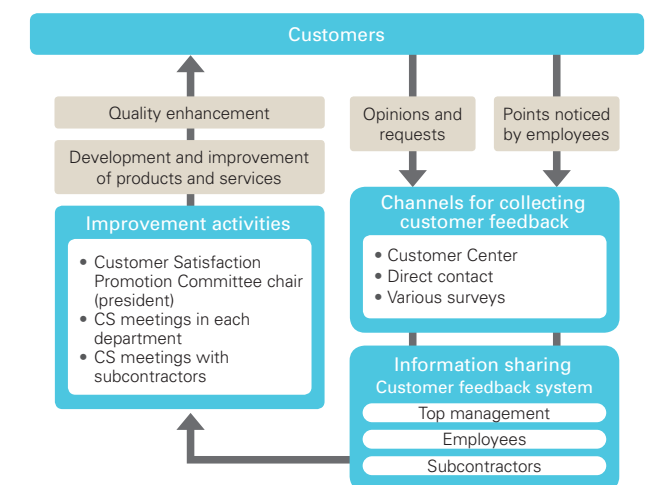 Customers
Quality enhancement
Development and improvement
of products and services
Opinions and
requests
Points noticed
by employees
Improvement activities
• Customer Satisfaction
Promotion Committee chair
(president)
• CS meetings in each
department
• CS meetings with
subcontractors
Channels for collecting
customer feedback
• Customer Center
• Direct contact
• Various surveys
Information sharing
Customer feedback system
Top management
Employees
Subcontractors